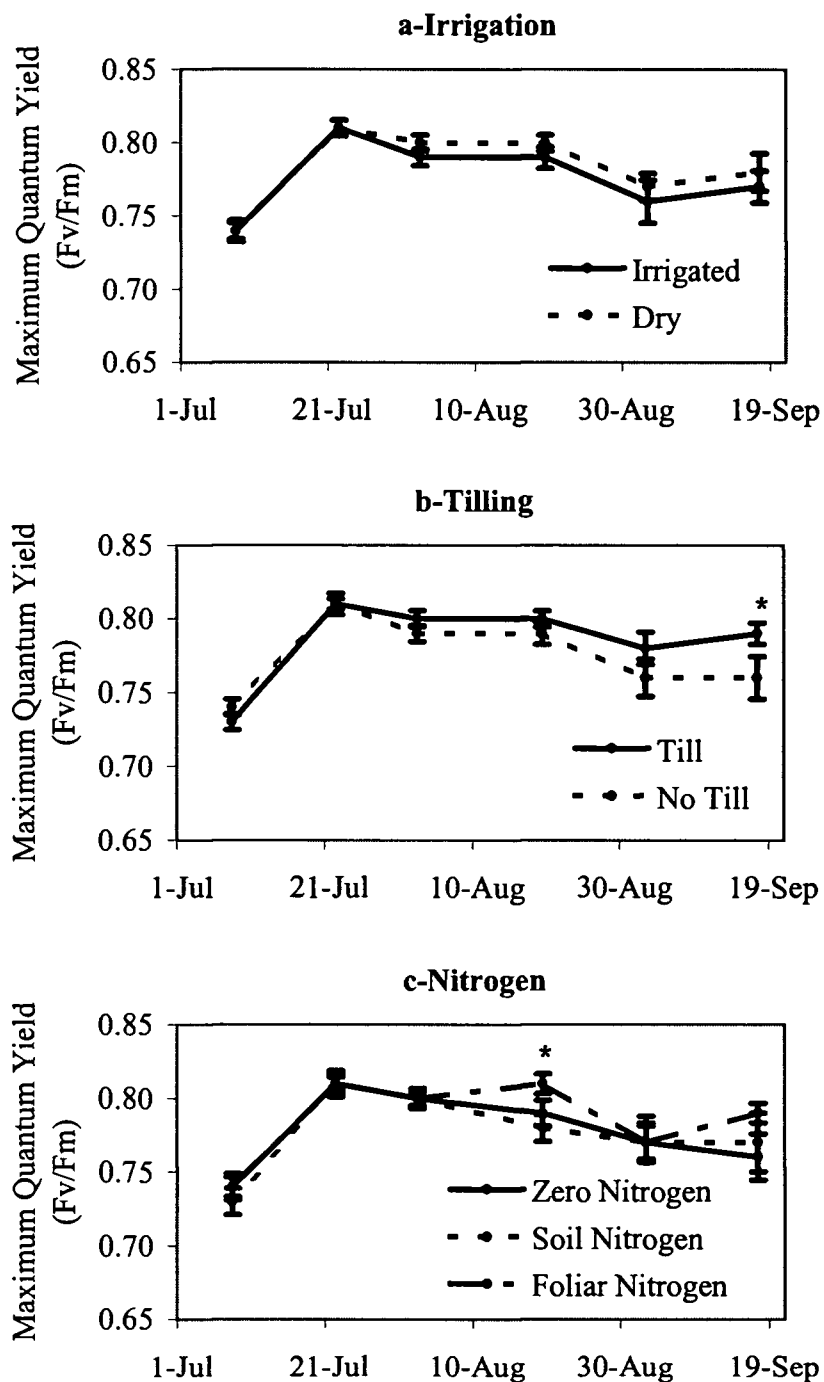 a-Irrigation
Maximum Quantum Yield
(Fv/Fm)
0.85
0.80
0.75
0.70
0.65
Irrigated
Dry
1-Jul 21-Jul 10-Aug 30-Aug 19-Sep
b-Tilling
Maximum Quantum Yield
(Fv/Fm)
0.85
0.80
0.75
0.70
0.65
*
Till
No Till
1-Jul 21-Jul 10-Aug 30-Aug 19-Sep
c-Nitrogen
Maximum Quantum Yield
(Fv/Fm)
0.85
0.80
0.75
0.70
0.65
*
Zero Nitrogen
Soil Nitrogen
Foliar Nitrogen
1-Jul 21-Jul 10-Aug 30-Aug 19-Sep